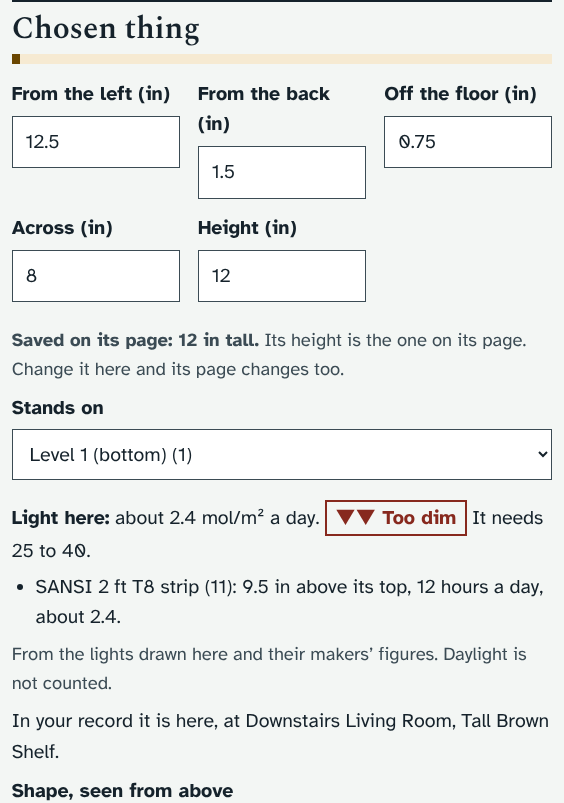 Chosen thing
From the left (in)
From the back (in)
Off the floor (in)
12.5
1.5
0.75
Across (in)
Height (in)
8
12
Saved on its page: 12 in tall. Its height is the one on its page.
Change it here and its page changes too.
Stands on
Level 1 (bottom) (1)
Light here: about 2.4 mol/m² a day. ▼▼ Too dim It needs
25 to 40.
• SANSI 2 ft T8 strip (11): 9.5 in above its top, 12 hours a day,
about 2.4.
From the lights drawn here and their makers’ figures. Daylight is
not counted.
In your record it is here, at Downstairs Living Room, Tall Brown
Shelf.
Shape, seen from above